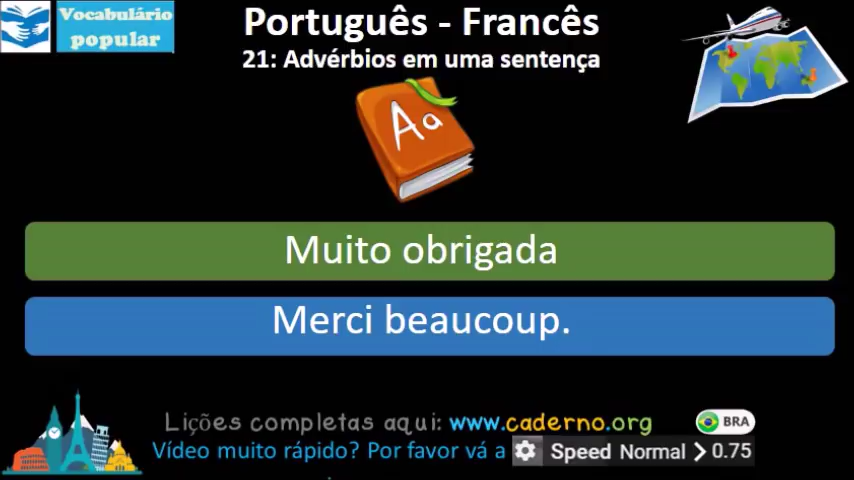 Vocabulário
popular
Português - Francês
21: Advérbios em uma sentença
Aa
Muito obrigada
Merci beaucoup.
Lições completas aqui: www.caderno.org
BRA
Vídeo muito rápido? Por favor vá a Speed Normal > 0.75